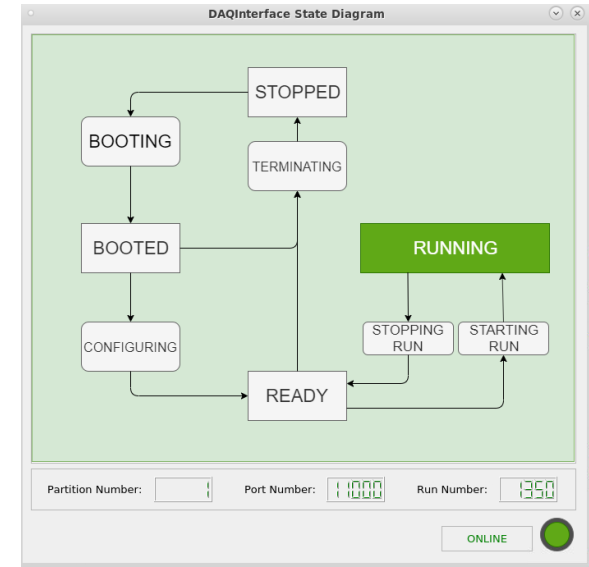 DAQInterface State Diagram
STOPPED
BOOTING
TERMINATING
BOOTED
RUNNING
CONFIGURING
STOPPING
RUN
STARTING
RUN
READY
Partition Number: 1
Port Number: 11000
Run Number: 1350
ONLINE